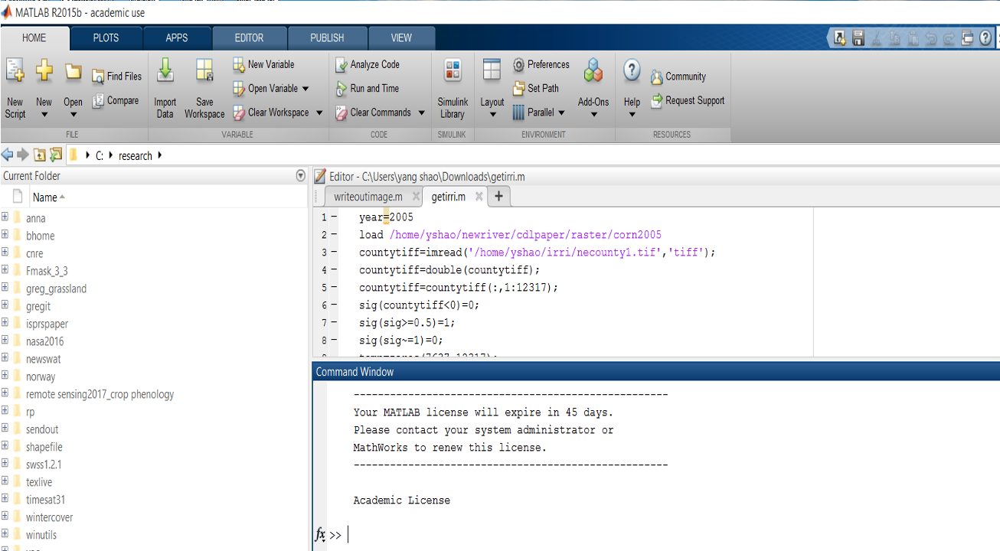 MATLAB R2015b - academic use
HOME PLOTS APPS EDITOR PUBLISH VIEW
New Script
New
Open
Find Files
Compare
FILE
Import Data
Save Workspace
New Variable
Open Variable
Clear Workspace
VARIABLE
Analyze Code
Run and Time
Clear Commands
CODE
Simulink Library
SIMULINK
Layout
Preferences
Set Path
Parallel
Add-Ons
ENVIRONMENT
Help
Community
Request Support
RESOURCES
C: research
Current Folder
Name
anna
bhome
cnre
Fmask_3_3
greg_grassland
gregit
isprspaper
nasa2016
newswat
norway
remote sensing2017_crop phenology
rp
sendout
shapefile
swss1.2.1
texlive
timesat31
wintercover
winutils
Editor - C:\Users\yang shao\Downloads\getirri.m
writeoutimage.m getirri.m +
1 - year=2005
2 - load /home/yshao/newriver/cdlpaper/raster/corn2005
3 - countytiff=imread('/home/yshao/irri/necounty1.tif','tiff');
4 - countytiff=double(countytiff);
5 - countytiff=countytiff(:,1:12317);
6 - sig(countytiff<0)=0;
7 - sig(sig>=0.5)=1;
8 - sig(sig~=1)=0;
Command Window
---------------------------------------------------
Your MATLAB license will expire in 45 days.
Please contact your system administrator or
MathWorks to renew this license.
---------------------------------------------------
Academic License
fx >>